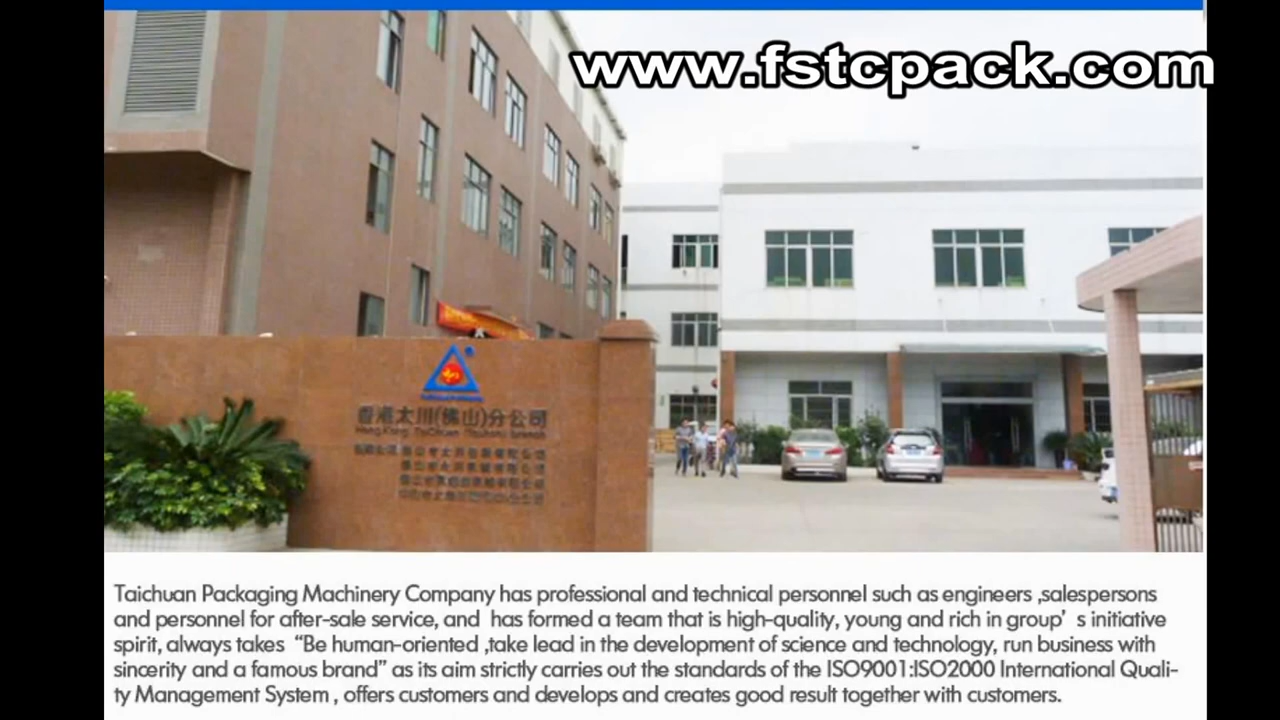 www.fstcpack.com
香港太川(佛山)分公司
Taichuan Packaging Machinery Company has professional and technical personnel such as engineers ,salespersons
and personnel for after-sale service, and has formed a team that is high-quality, young and rich in group’ s initiative
spirit, always takes “Be human-oriented ,take lead in the development of science and technology, run business with
sincerity and a famous brand” as its aim strictly carries out the standards of the ISO9001:ISO2000 International Quali-
ty Management System , offers customers and develops and creates good result together with customers.